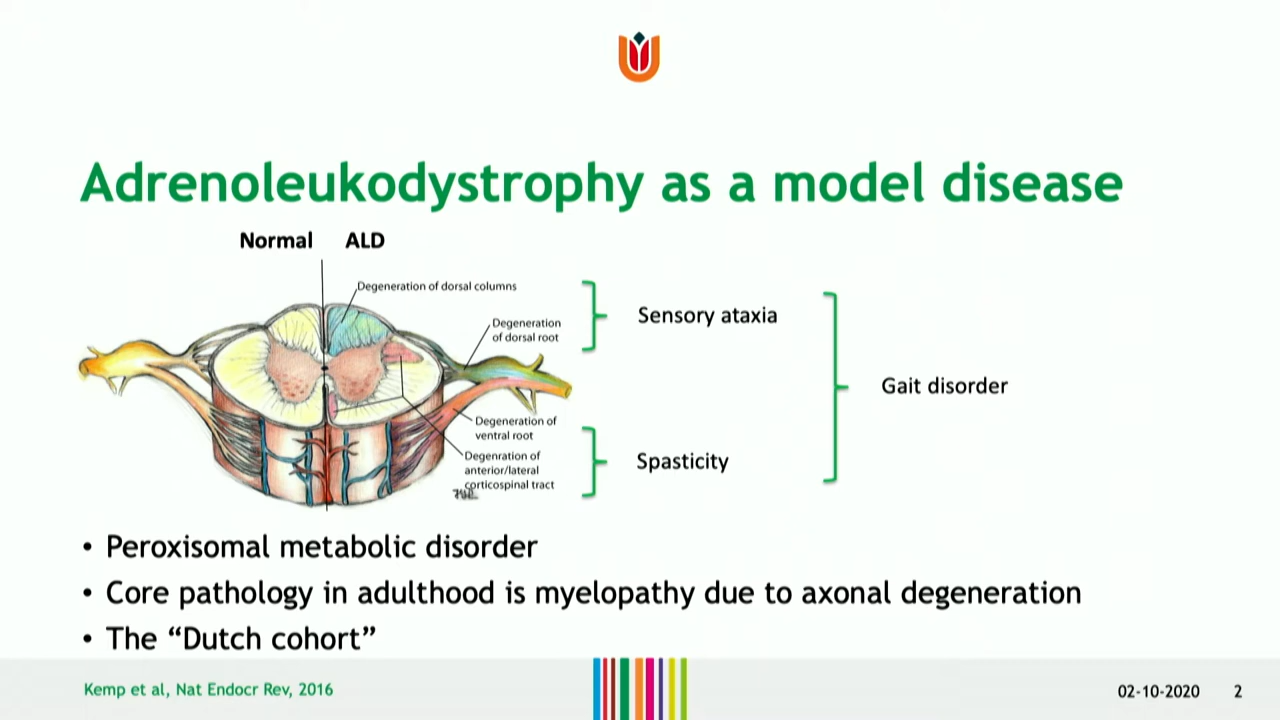 Adrenoleukodystrophy as a model disease
Normal ALD
Degeneration of dorsal columns
Degeneration
of dorsal root
Sensory ataxia
Gait disorder
Degeneration of
ventral root
Degenration of
anterior/lateral
corticospinal tract
Spasticity
• Peroxisomal metabolic disorder
• Core pathology in adulthood is myelopathy due to axonal degeneration
• The “Dutch cohort”
Kemp et al, Nat Endocr Rev, 2016
02-10-2020 2